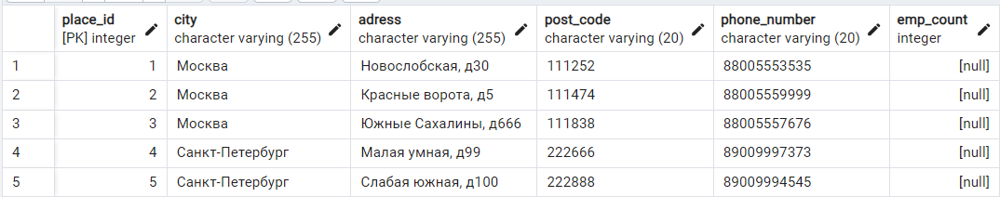 place_id city adress post_code phone_number emp_count
[PK] integer character varying (255) character varying (255) character varying (20) character varying (20) integer
1 1 Москва Новослобская, д30 111252 88005553535 [null]
2 2 Москва Красные ворота, д5 111474 88005559999 [null]
3 3 Москва Южные Сахалины, д666 111838 88005557676 [null]
4 4 Санкт-Петербург Малая умная, д99 222666 89009997373 [null]
5 5 Санкт-Петербург Слабая южная, д100 222888 89009994545 [null]